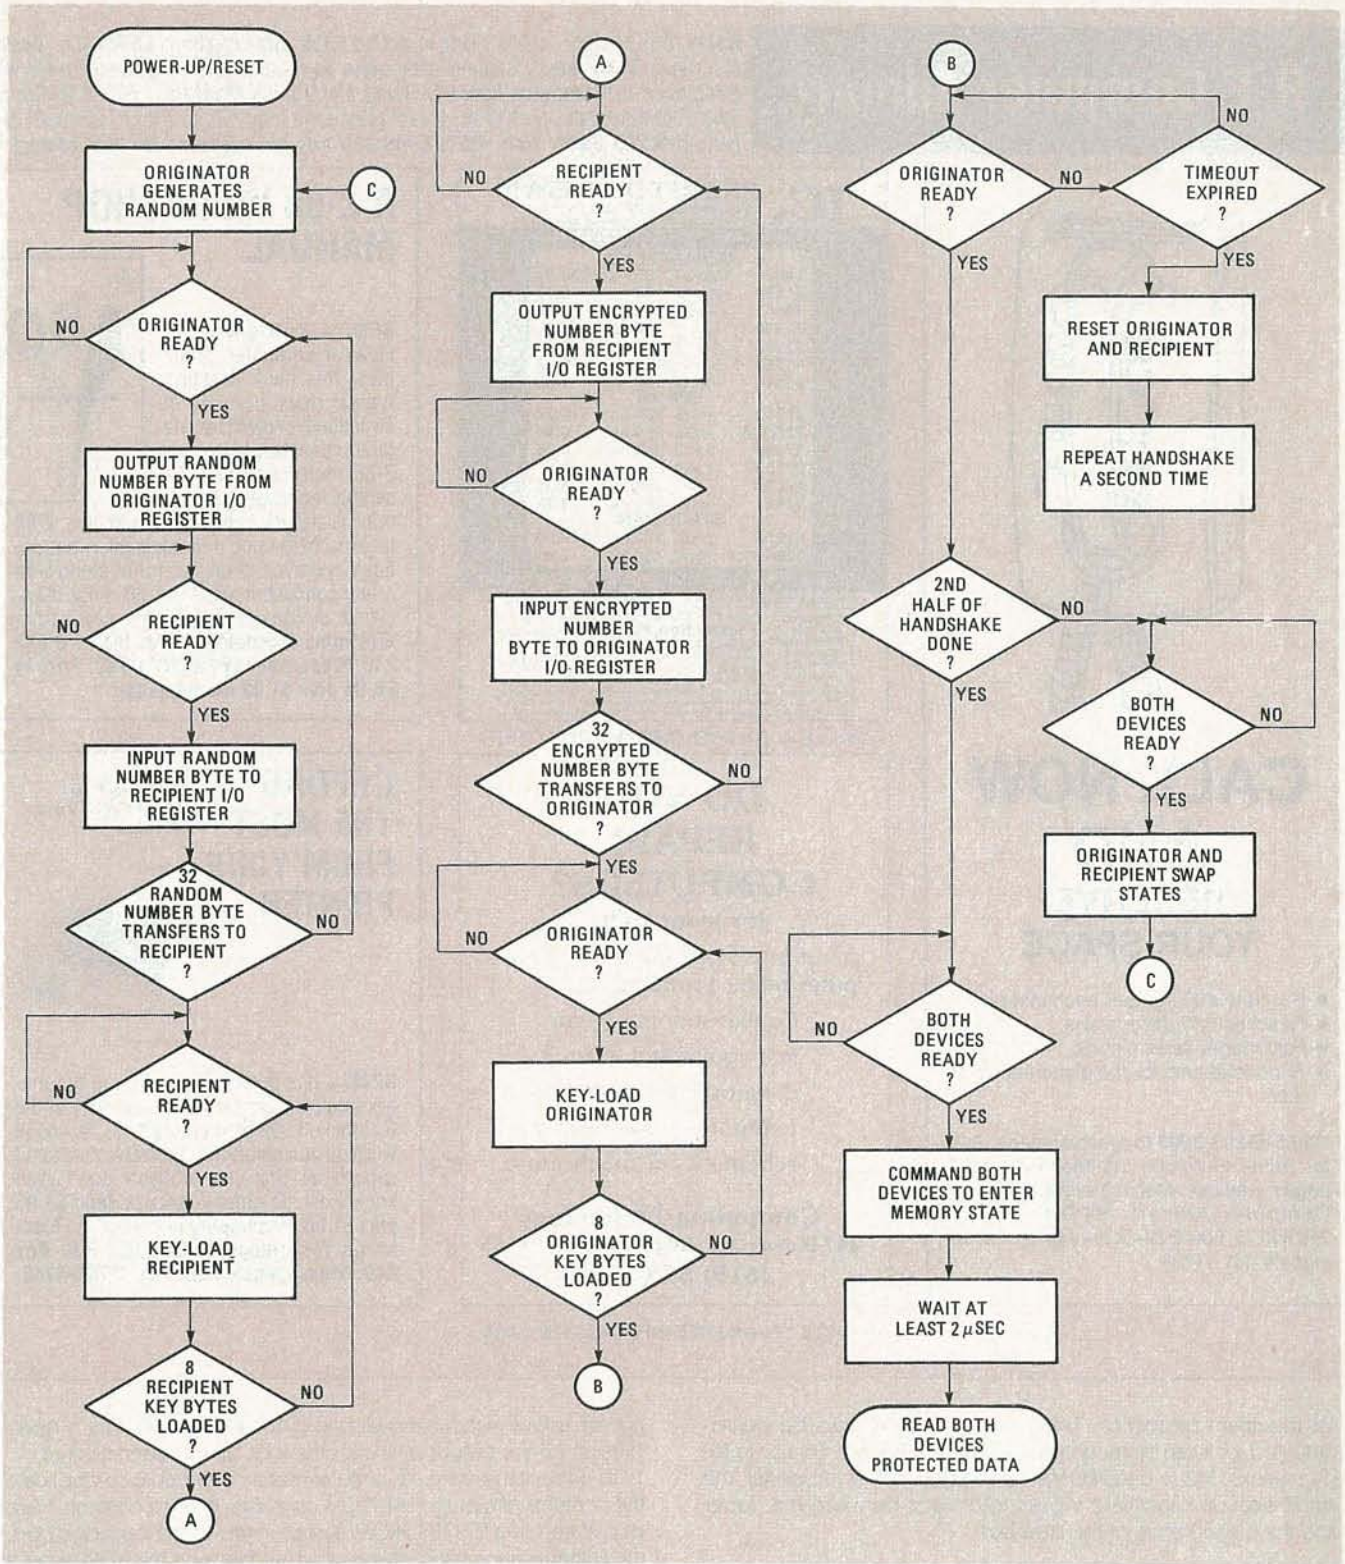 POWER-UP/RESET
ORIGINATOR
GENERATES
RANDOM NUMBER
C
ORIGINATOR
READY
?
NO
YES
OUTPUT RANDOM
NUMBER BYTE FROM
ORIGINATOR I/O
REGISTER
RECIPIENT
READY
?
NO
YES
INPUT RANDOM
NUMBER BYTE TO
RECIPIENT I/O
REGISTER
32
RANDOM
NUMBER BYTE
TRANSFERS TO
RECIPIENT
?
NO
RECIPIENT
READY
?
NO
YES
KEY-LOAD
RECIPIENT
8
RECIPIENT
KEY BYTES
LOADED
?
NO
YES
A
A
RECIPIENT
READY
?
NO
YES
OUTPUT ENCRYPTED
NUMBER BYTE
FROM RECIPIENT
I/O REGISTER
ORIGINATOR
READY
?
NO
YES
INPUT ENCRYPTED
NUMBER
BYTE TO ORIGINATOR
I/O REGISTER
32
ENCRYPTED
NUMBER BYTE
TRANSFERS TO
ORIGINATOR
?
NO
YES
ORIGINATOR
READY
?
NO
YES
KEY-LOAD
ORIGINATOR
8
ORIGINATOR
KEY BYTES
LOADED
?
NO
YES
B
B
ORIGINATOR
READY
?
NO
YES
TIMEOUT
EXPIRED
?
NO
YES
RESET ORIGINATOR
AND RECIPIENT
REPEAT HANDSHAKE
A SECOND TIME
2ND
HALF OF
HANDSHAKE
DONE
?
NO
YES
BOTH
DEVICES
READY
?
NO
YES
ORIGINATOR AND
RECIPIENT SWAP
STATES
C
BOTH
DEVICES
READY
?
NO
YES
COMMAND BOTH
DEVICES TO ENTER
MEMORY STATE
WAIT AT
LEAST 2 μSEC
READ BOTH
DEVICES
PROTECTED DATA